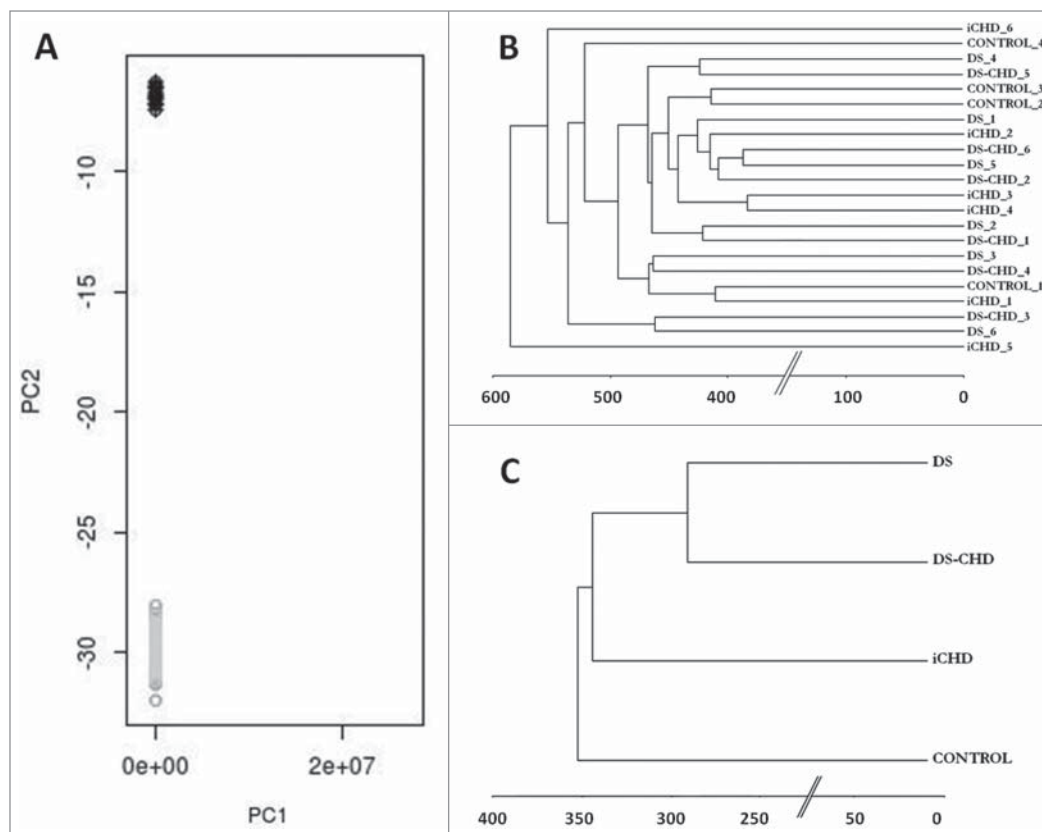 A
PC2
-10
-15
-20
-25
-30
0e+00
2e+07
PC1
B
iCHD_6
CONTROL_4
DS_4
DS-CHD_5
CONTROL_3
CONTROL_2
DS_1
iCHD_2
DS-CHD_6
DS_5
DS-CHD_2
iCHD_3
iCHD_4
DS_2
DS-CHD_1
DS_3
DS-CHD_4
CONTROL_1
iCHD_1
DS-CHD_3
DS_6
iCHD_5
600 500 400 100 0
C
DS
DS-CHD
iCHD
CONTROL
400 350 300 50 0